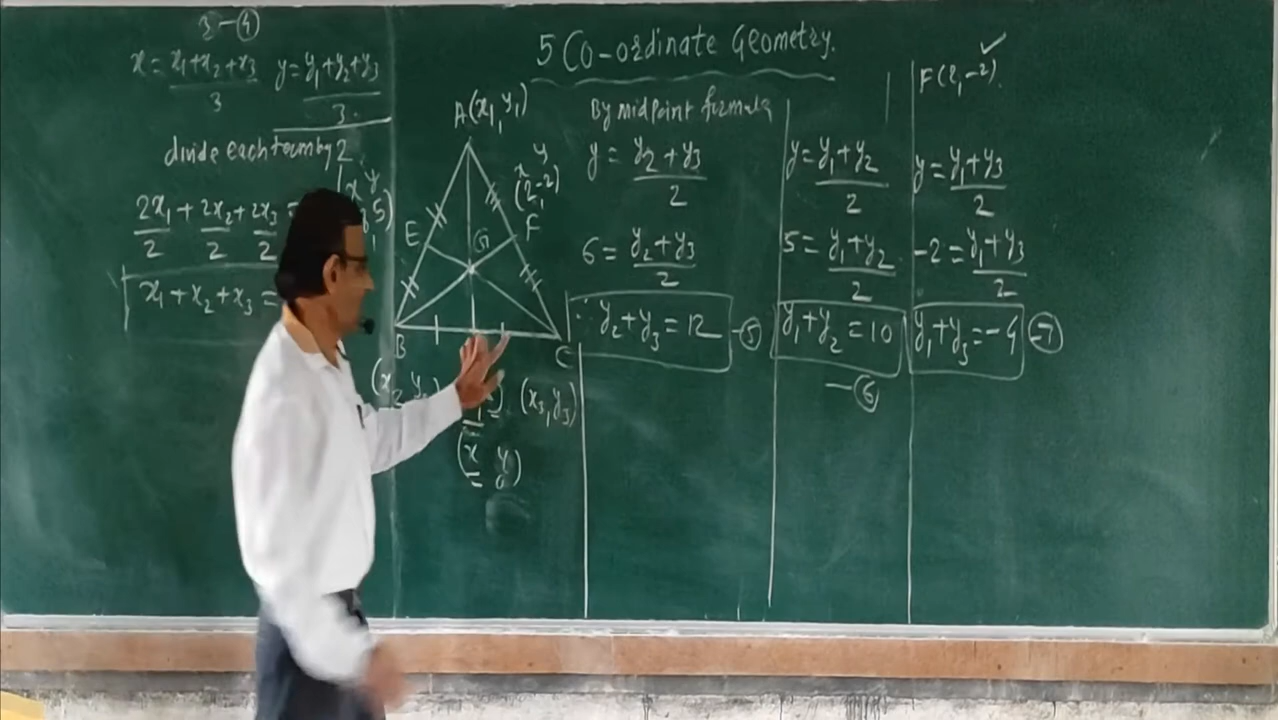 3-④
x = x₁+x₂+x₃ / 3   y = y₁+y₂+y₃ / 3
divide each term by 2
2x₁/2 + 2x₂/2 + 2x₃/2 =
x₁+x₂+x₃ =
5 Co-ordinate Geometry.
A(x₁, y₁)
x y
(2,-2)
x y
5)
E
G
F
B
C
(x₃, y₃)
(x y)
By midpoint formula
y = y₂+y₃ / 2
6 = y₂+y₃ / 2
∴ y₂+y₃ = 12 -⑤
y = y₁+y₂ / 2
5 = y₁+y₂ / 2
y₁+y₂ = 10
-⑥
F(2,-2).
y = y₁+y₃ / 2
-2 = y₁+y₃ / 2
y₁+y₃ = -4 -⑦